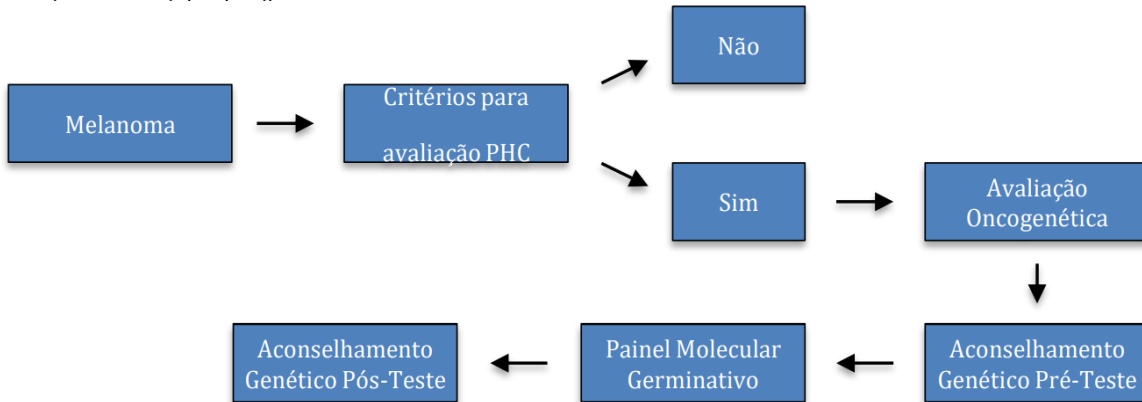 Não
Melanoma
Critérios para
avaliação PHC
Sim
Avaliação
Oncogenética
Aconselhamento
Genético Pós-Teste
Painel Molecular
Germinativo
Aconselhamento
Genético Pré-Teste